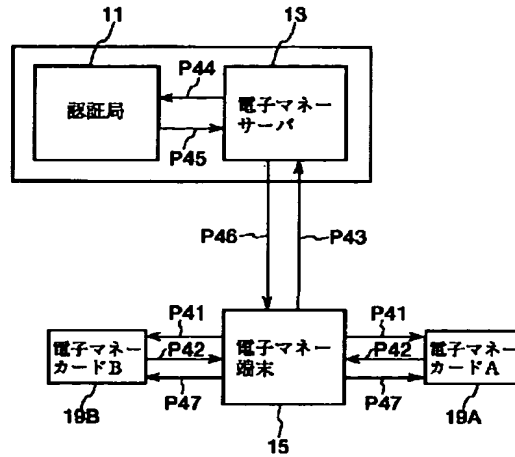 11
13
認証局
P44
P45
電子マネー
サーバ
P46
P43
P41
P42
P47
電子マネー
カードB
19B
電子マネー
端末
15
P41
P42
P47
電子マネー
カードA
19A